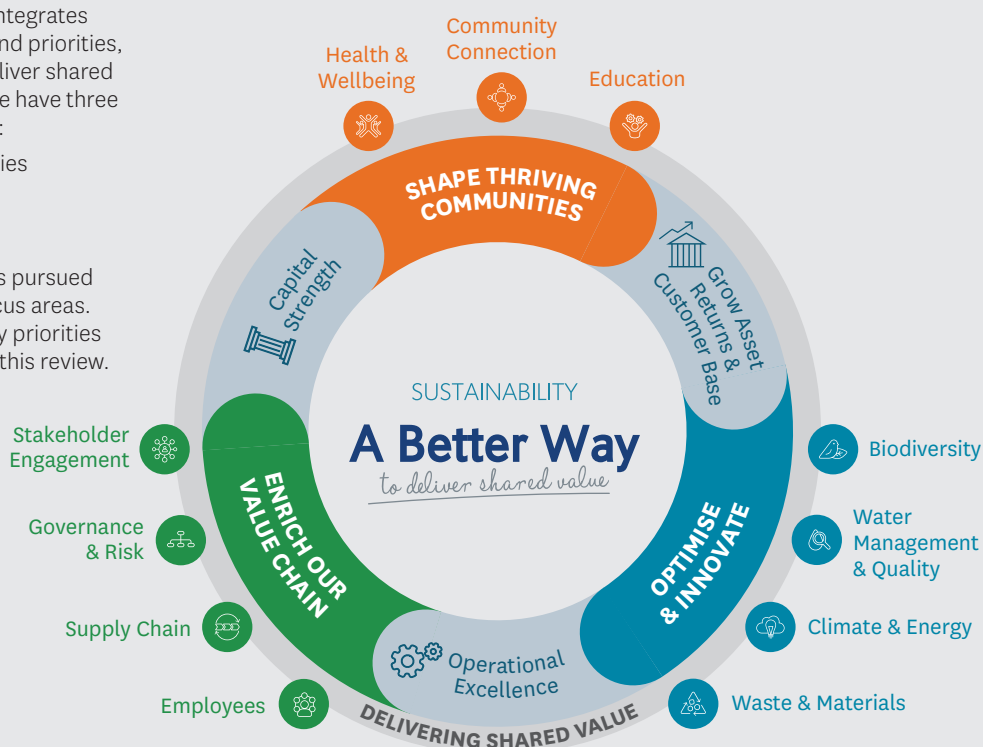 ntegrates
nd priorities,
liver shared
e have three
:
ies
s pursued
cus areas.
y priorities
this review.
Health &
Wellbeing
Community
Connection
Education
SHAPE THRIVING
COMMUNITIES
Capital
Strength
Grow Asset
Returns &
Customer Base
SUSTAINABILITY
A Better Way
to deliver shared value
Stakeholder
Engagement
Governance
& Risk
Supply Chain
Employees
ENRICH OUR
VALUE CHAIN
OPTIMISE
& INNOVATE
Biodiversity
Water
Management
& Quality
Climate & Energy
Waste & Materials
Operational
Excellence
DELIVERING SHARED VALUE